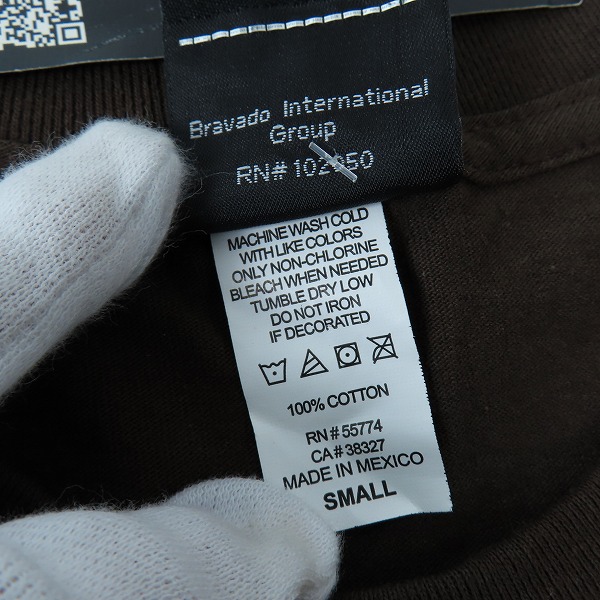 Bravado International
Group
RN# 
MACHINE WASH COLD
WITH LIKE COLORS
ONLY NON-CHLORINE
BLEACH WHEN NEEDED
TUMBLE DRY LOW
DO NOT IRON
IF DECORATED
100% COTTON
RN # 55774
CA # 38327
MADE IN MEXICO
SMALL